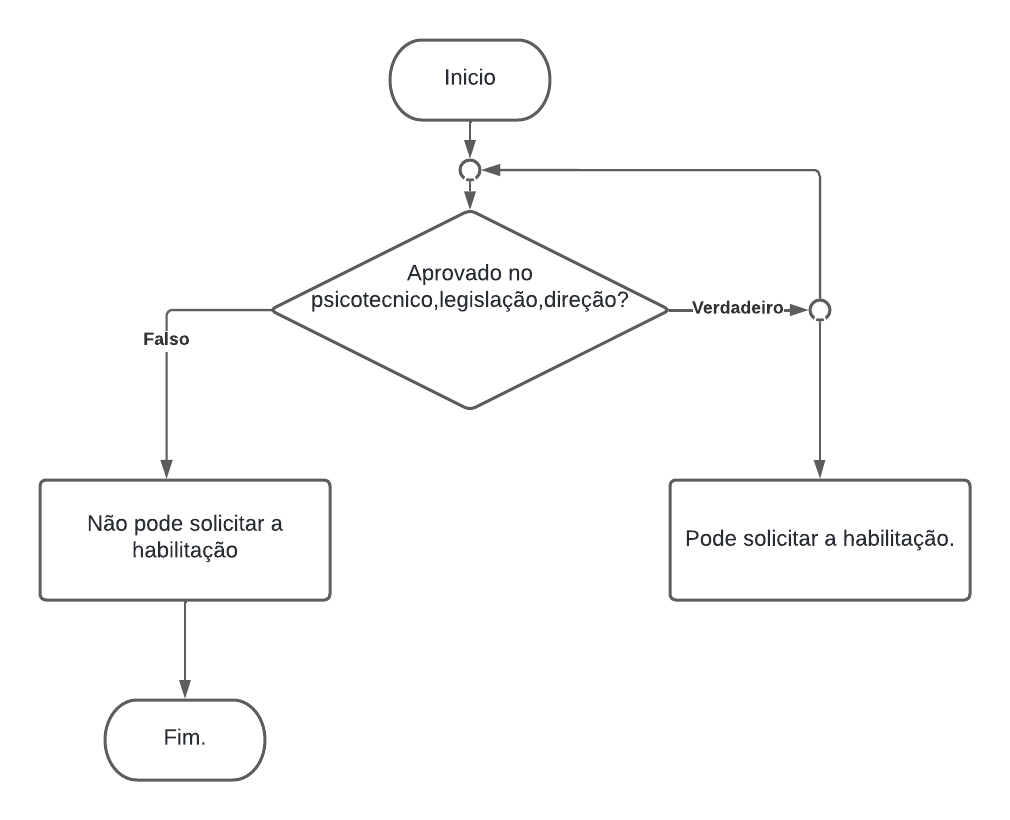 Inicio
Aprovado no
psicotecnico,legislação,direção?
Verdadeiro
Falso
Não pode solicitar a
habilitação
Pode solicitar a habilitação.
Fim.